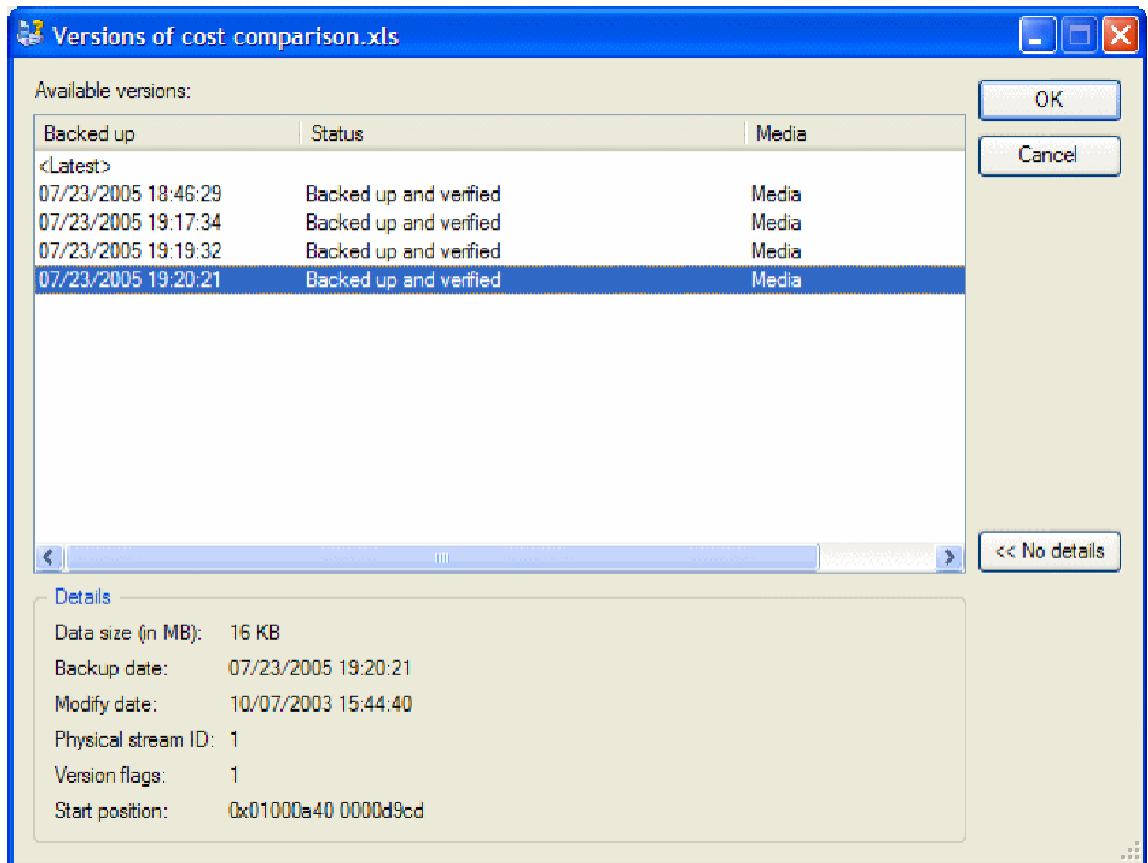 Versions of cost comparison.xls
Available versions:
OK
Cancel
Backed up Status Media
<Latest>
07/23/2005 18:46:29 Backed up and verified Media
07/23/2005 19:17:34 Backed up and verified Media
07/23/2005 19:19:32 Backed up and verified Media
07/23/2005 19:20:21 Backed up and verified Media
<< No details
Details
Data size (in MB): 16 KB
Backup date: 07/23/2005 19:20:21
Modify date: 10/07/2003 15:44:40
Physical stream ID: 1
Version flags: 1
Start position: 0x01000a40 0000d9cd